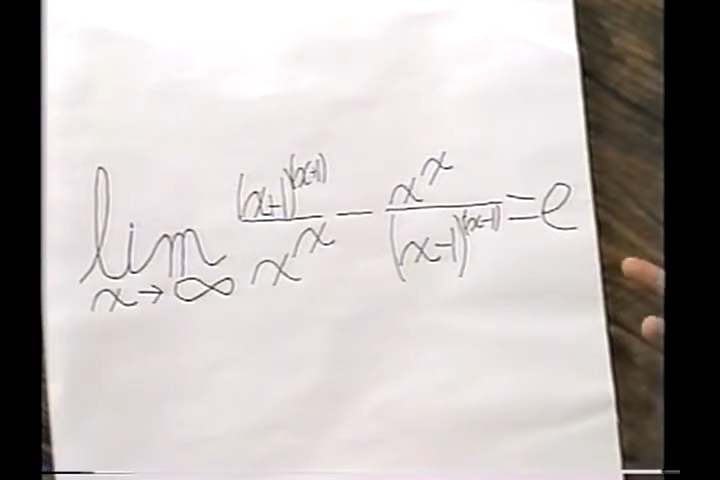 lim x→∞ (x+1)^(x+1)/x^x − x^x/(x−1)^(x−1) = e